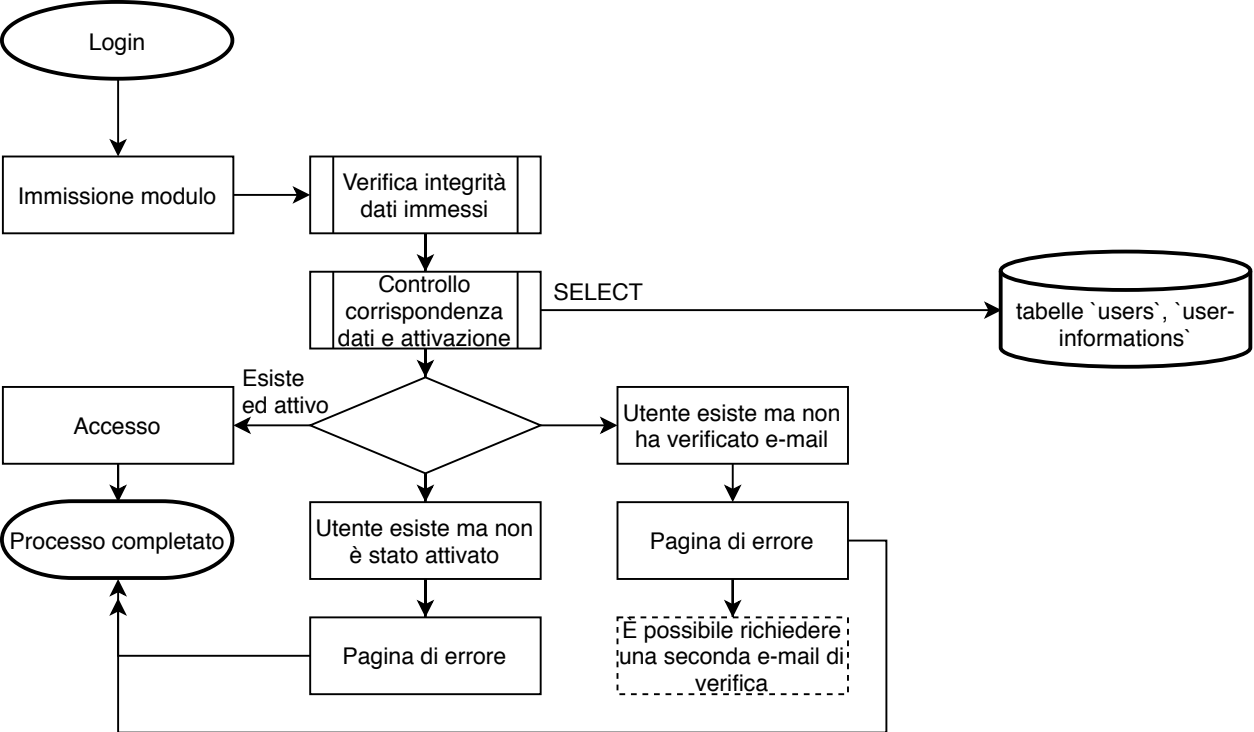 Login
Immissione modulo
Verifica integrità
dati immessi
Controllo
corrispondenza
dati e attivazione
SELECT
tabelle `users`, `user-
informations`
Esiste
ed attivo
Accesso
Utente esiste ma non
ha verificato e-mail
Processo completato
Utente esiste ma non
è stato attivato
Pagina di errore
Pagina di errore
È possibile richiedere
una seconda e-mail di
verifica